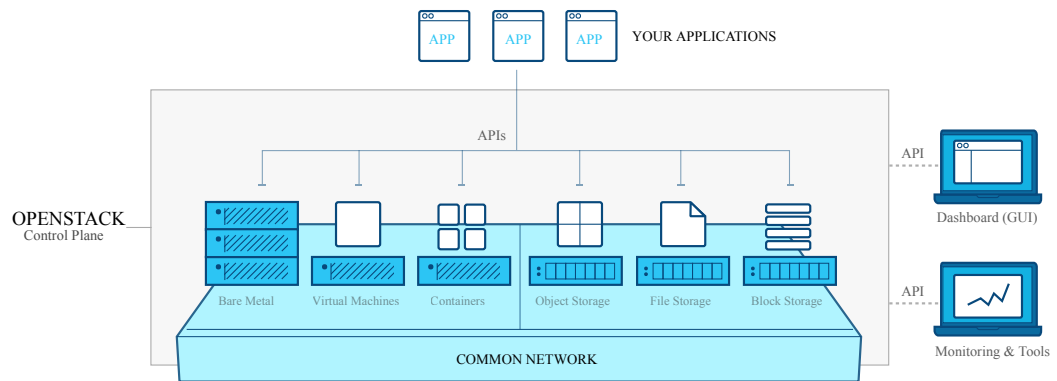 APP
APP
APP
YOUR APPLICATIONS
APIs
API
OPENSTACK
Control Plane
Dashboard (GUI)
Bare Metal
Virtual Machines
Containers
Object Storage
File Storage
Block Storage
API
Monitoring & Tools
COMMON NETWORK